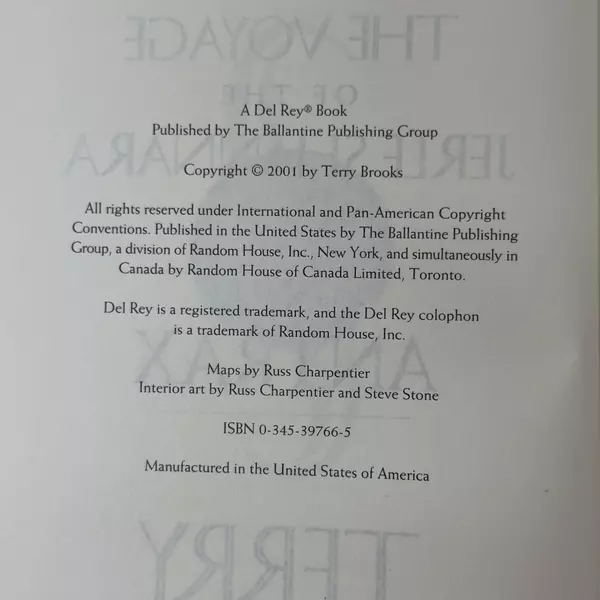 A Del Rey® Book
Published by The Ballantine Publishing Group
Copyright © 2001 by Terry Brooks
All rights reserved under International and Pan-American Copyright
Conventions. Published in the United States by The Ballantine Publishing
Group, a division of Random House, Inc., New York, and simultaneously in
Canada by Random House of Canada Limited, Toronto.
Del Rey is a registered trademark, and the Del Rey colophon
is a trademark of Random House, Inc.
Maps by Russ Charpentier
Interior art by Russ Charpentier and Steve Stone
ISBN 0-345-39766-5
Manufactured in the United States of America